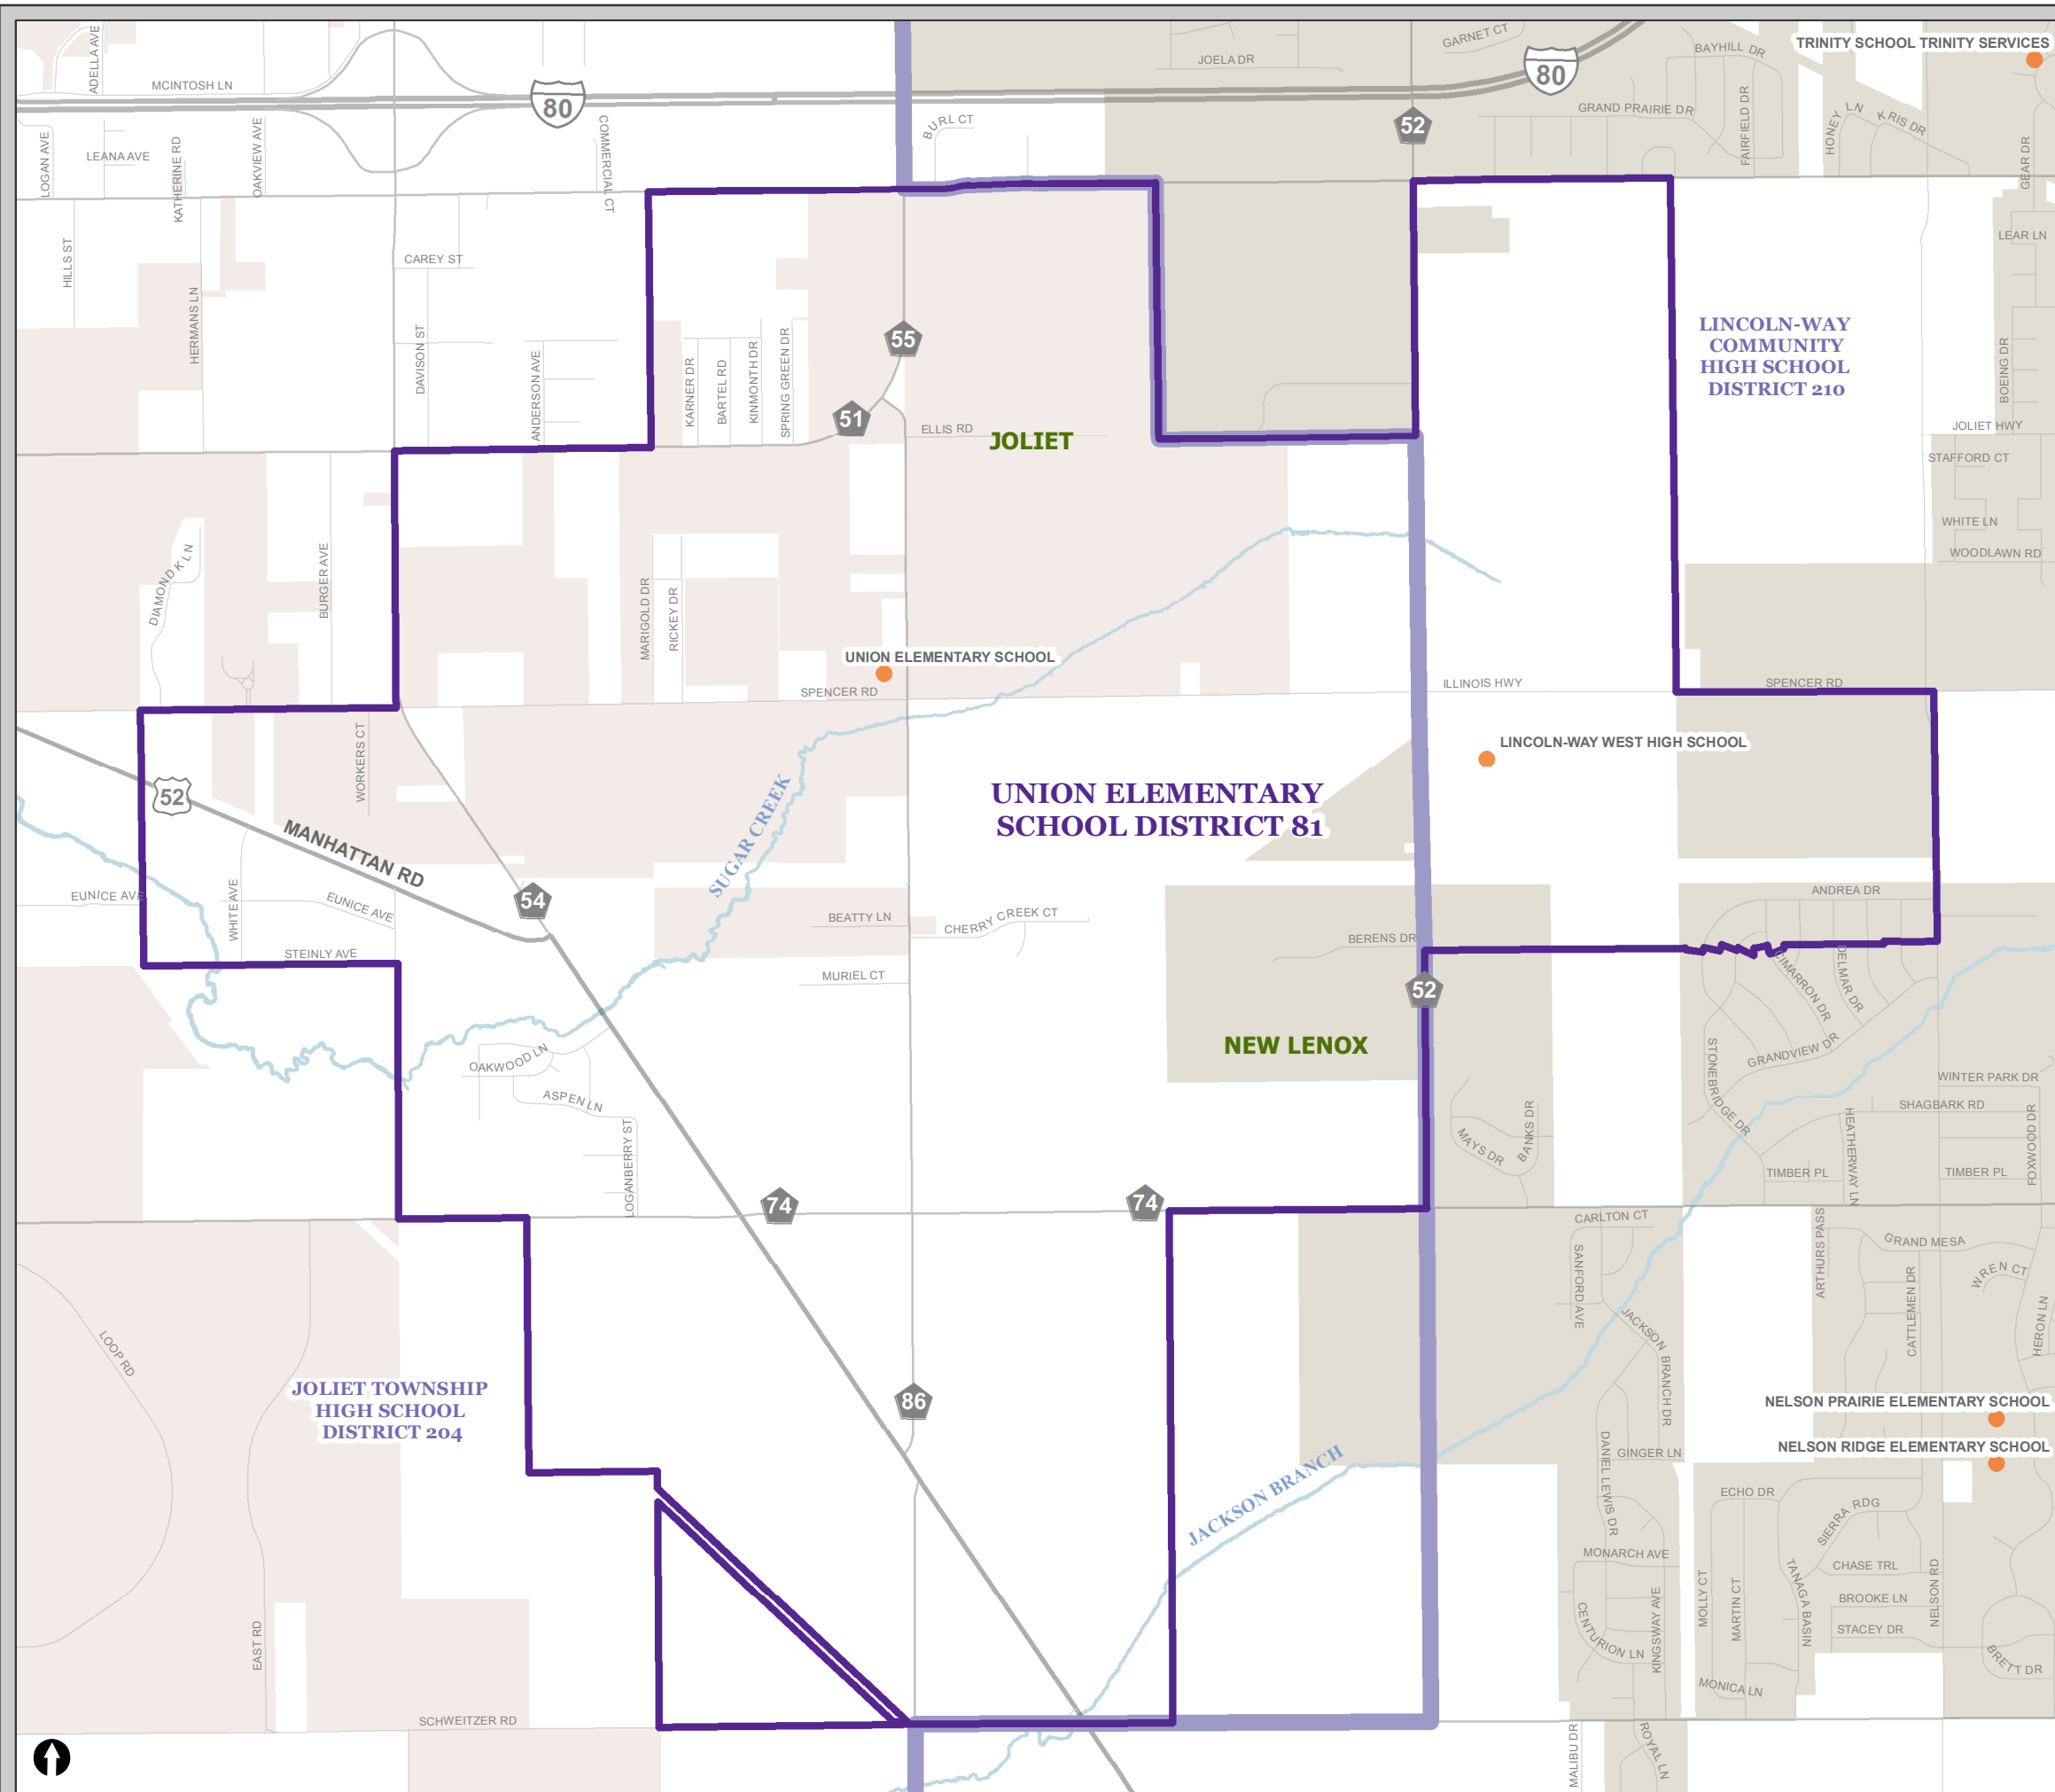 TRINITY SCHOOL TRINITY SERVICES
GARNET CT
BAYHILL DR
ADELLA AVE
JOELA DR
80
80
MCINTOSH LN
GRAND PRAIRIE DR
FAIRFIELD DR
HONEY LN
KRIS DR
GEAR DR
52
BURL CT
COMMERCIAL CT
LOGAN AVE
LEANA AVE
KATHERINE RD
OAKVIEW AVE
HILLS ST
CAREY ST
LEAR LN
HERMANS LN
DAVISON ST
ANDERSON AVE
KARNER DR
BARTEL RD
KINMONTH DR
SPRING GREEN DR
55
51
ELLIS RD
JOLIET
LINCOLN-WAY
COMMUNITY
HIGH SCHOOL
DISTRICT 210
BOEING DR
JOLIET HWY
STAFFORD CT
WHITE LN
WOODLAWN RD
DIAMOND K LN
BURGER AVE
MARIGOLD DR
RICKEY DR
UNION ELEMENTARY SCHOOL
SPENCER RD
ILLINOIS HWY
SPENCER RD
WORKERS CT
52
MANHATTAN RD
SUGAR CREEK
UNION ELEMENTARY
SCHOOL DISTRICT 81
LINCOLN-WAY WEST HIGH SCHOOL
EUNICE AVE
WHITE AVE
EUNICE AVE
54
STEINLY AVE
BEATTY LN
CHERRY CREEK CT
MURIEL CT
BERENS DR
ANDREA DR
52
CIMARRON DR
DELMAR DR
NEW LENOX
STONEBRIDGE DR
GRANDVIEW DR
OAKWOOD LN
ASPEN LN
LOGANBERRY ST
MAYS DR
BANKS DR
WINTER PARK DR
SHAGBARK RD
HEATHERWAY LN
FOXWOOD DR
TIMBER PL
TIMBER PL
74
74
CARLTON CT
SANFORD AVE
ARTHURS PASS
GRAND MESA
WREN CT
CATTLEMEN DR
HERON LN
JACKSON BRANCH DR
LOOP RD
JOLIET TOWNSHIP
HIGH SCHOOL
DISTRICT 204
86
NELSON PRAIRIE ELEMENTARY SCHOOL
NELSON RIDGE ELEMENTARY SCHOOL
JACKSON BRANCH
DANIEL LEWIS DR
GINGER LN
ECHO DR
SIERRA RDG
MONARCH AVE
CHASE TRL
TANAGA BASIN
BROOKE LN
STACEY DR
NELSON RD
MOLLY CT
MARTIN CT
CENTURION LN
KINGSWAY AVE
BRETT DR
MONICA LN
EAST RD
SCHWEITZER RD
MALIBU DR
ROYAL LN